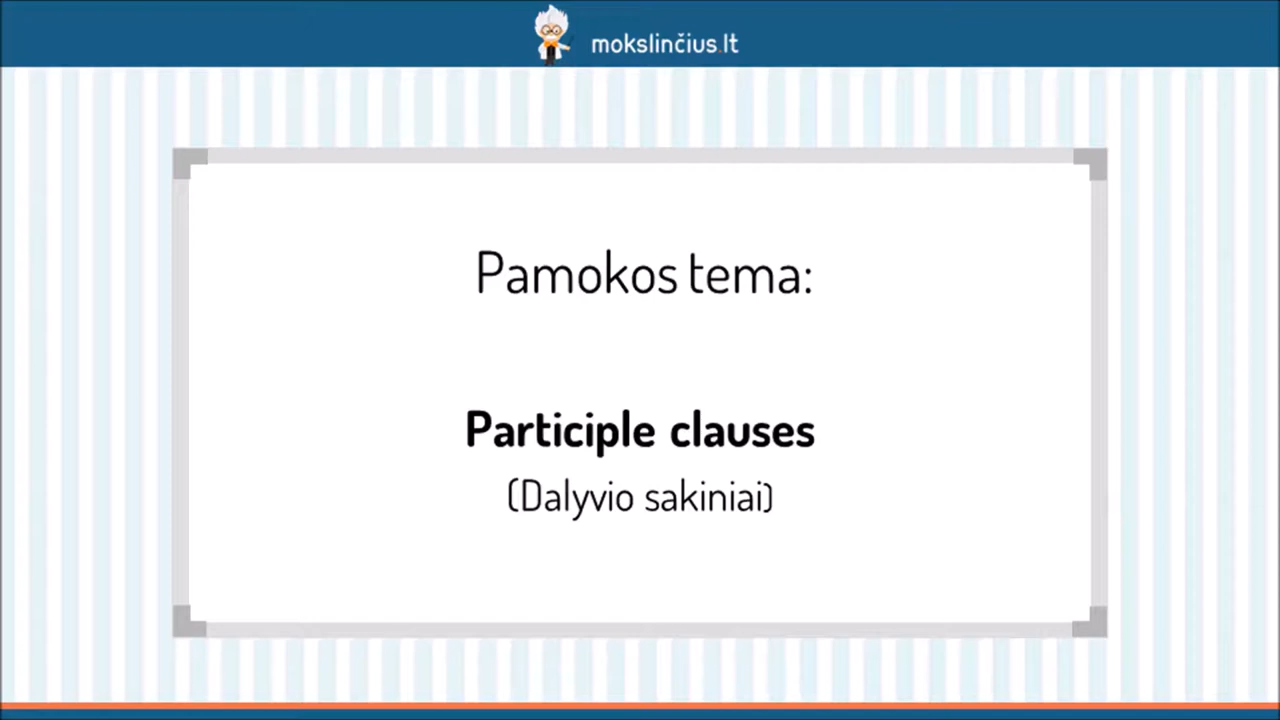 mokslinčius.lt
Pamokos tema:
Participle clauses
(Dalyvio sakiniai)